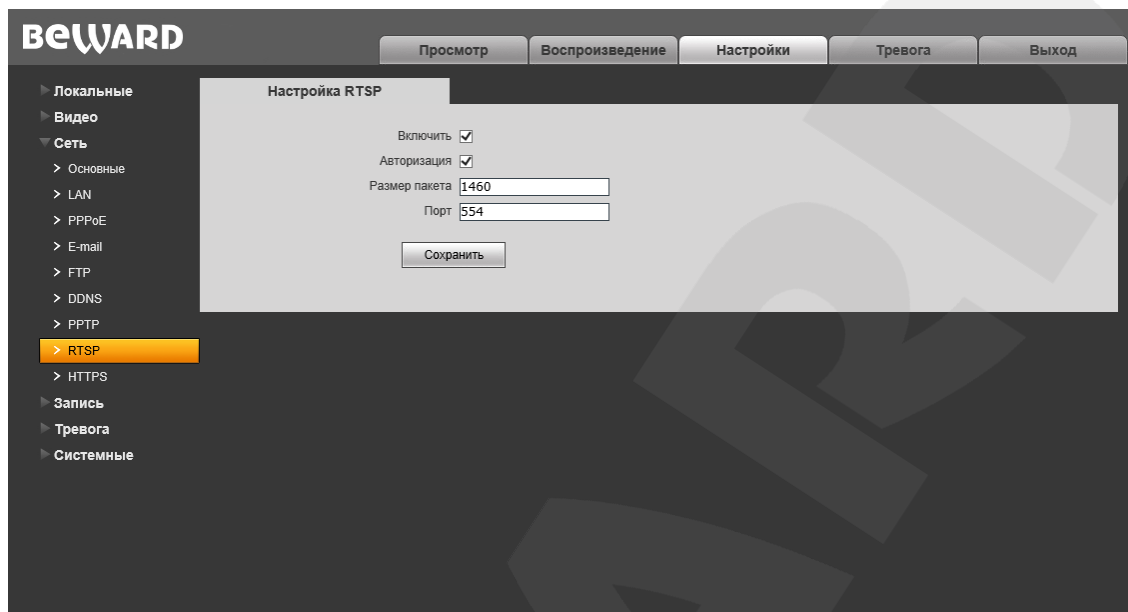 BEWARD
Просмотр Воспроизведение Настройки Тревога Выход
Локальные
Видео
Сеть
> Основные
> LAN
> PPPoE
> E-mail
> FTP
> DDNS
> PPTP
> RTSP
> HTTPS
Запись
Тревога
Системные
Настройка RTSP
Включить
Авторизация
Размер пакета 1460
Порт 554
Сохранить